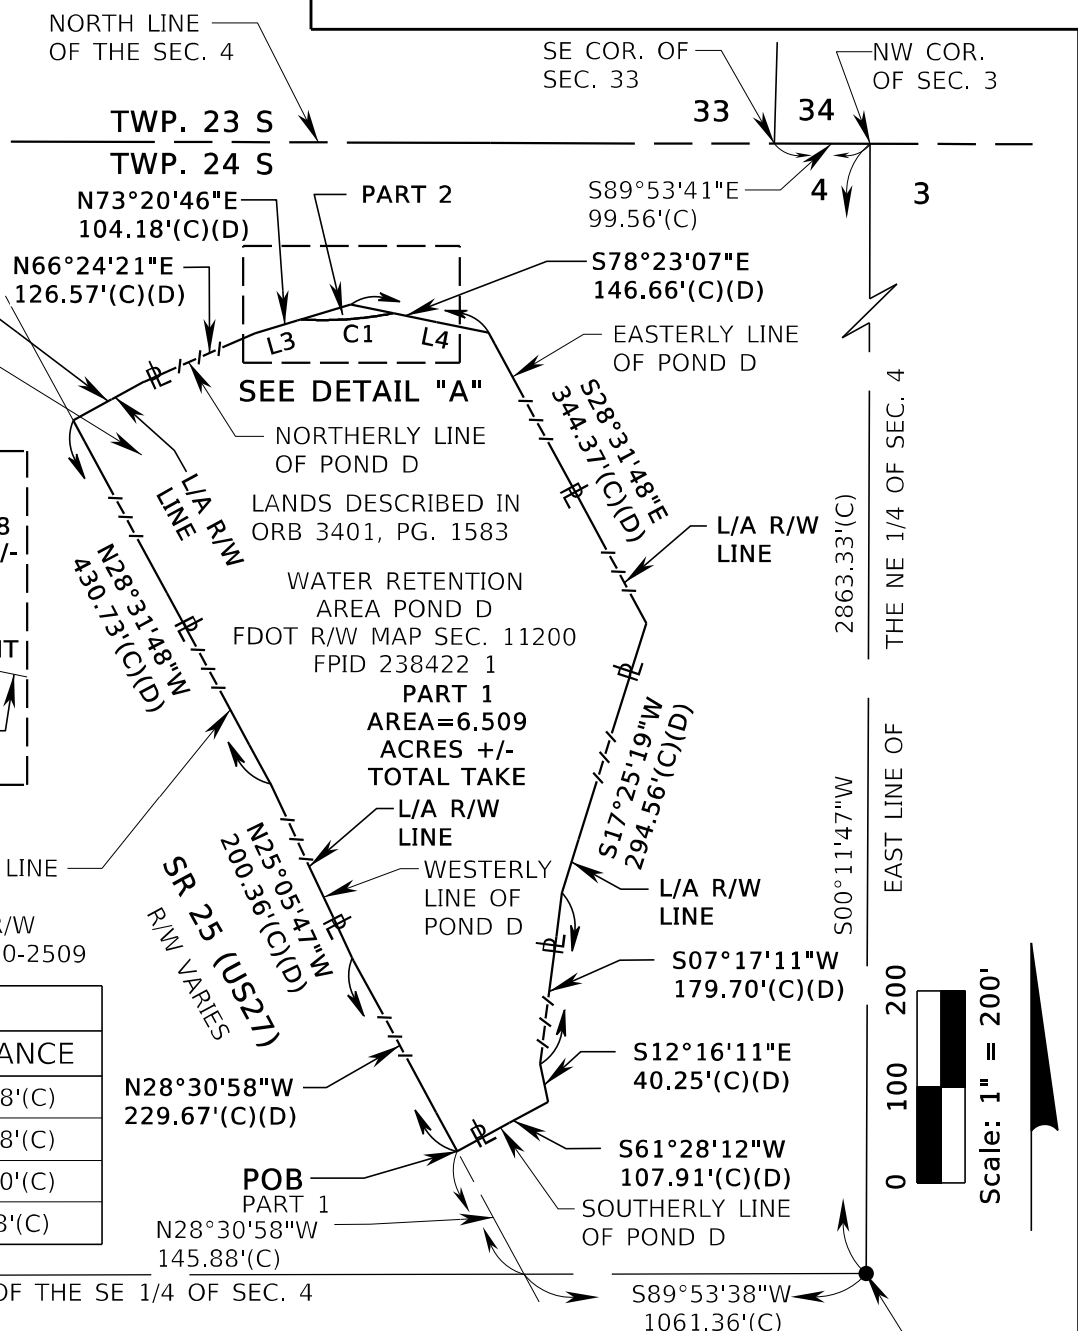 NORTH LINE
OF THE SEC. 4
SE COR. OF
SEC. 33
NW COR.
OF SEC. 3
33
34
TWP. 23 S
TWP. 24 S
4
3
S89°53'41"E
99.56'(C)
N73°20'46"E
104.18'(C)(D)
PART 2
N66°24'21"E
126.57'(C)(D)
S78°23'07"E
146.66'(C)(D)
L3
C1
L4
EASTERLY LINE
OF POND D
SEE DETAIL "A"
S28°31'48"E
344.37'(C)(D)
NORTHERLY LINE
OF POND D
L/A R/W
LINE
LANDS DESCRIBED IN
ORB 3401, PG. 1583
L/A R/W
LINE
8
/-
T
N28°31'48"W
430.73'(C)(D)
WATER RETENTION
AREA POND D
FDOT R/W MAP SEC. 11200
FPID 238422 1
PART 1
AREA=6.509
ACRES +/-
TOTAL TAKE
2863.33'(C)
S00°11'47"W
EAST LINE OF
THE NE 1/4 OF SEC. 4
S17°25'19"W
294.56'(C)(D)
L/A R/W
LINE
LINE
N25°05'47"W
200.36'(C)(D)
WESTERLY
LINE OF
POND D
L/A R/W
LINE
SR 25 (US27)
R/W VARIES
R/W
0-2509
S07°17'11"W
179.70'(C)(D)
ANCE
8'(C)
8'(C)
0'(C)
8'(C)
N28°30'58"W
229.67'(C)(D)
S12°16'11"E
40.25'(C)(D)
0
100
200
Scale: 1" = 200'
S61°28'12"W
107.91'(C)(D)
POB
PART 1
N28°30'58"W
145.88'(C)
SOUTHERLY LINE
OF POND D
OF THE SE 1/4 OF SEC. 4
S89°53'38"W
1061.36'(C)